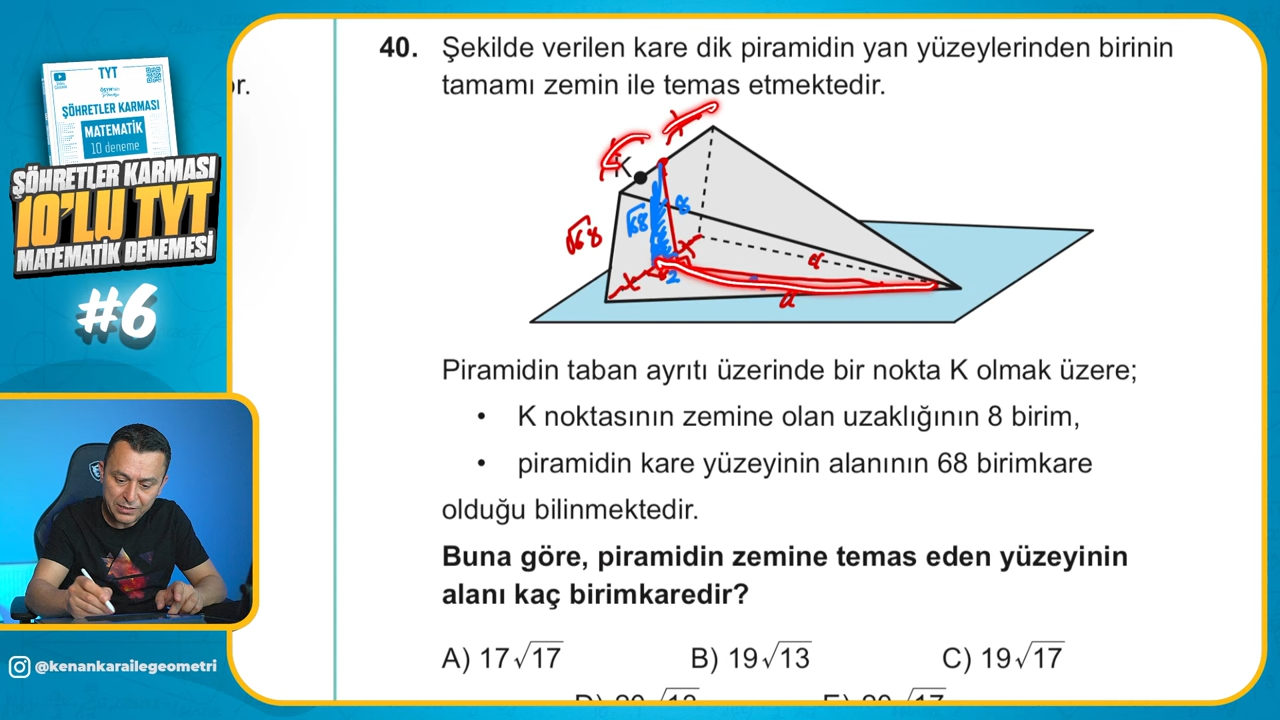 TYT
ŞÖHRETLER KARMASI
MATEMATİK
10 deneme
ŞÖHRETLER KARMASI
10'LU TYT
MATEMATİK DENEMESİ
#6
@kenankarailegeometri
or.
40. Şekilde verilen kare dik piramidin yan yüzeylerinden birinin
tamamı zemin ile temas etmektedir.
K
√68
√68
8
x
x
2
a
a
Piramidin taban ayrıtı üzerinde bir nokta K olmak üzere;
• K noktasının zemine olan uzaklığının 8 birim,
• piramidin kare yüzeyinin alanının 68 birimkare
olduğu bilinmektedir.
Buna göre, piramidin zemine temas eden yüzeyinin
alanı kaç birimkaredir?
A) 17√17 B) 19√13 C) 19√17